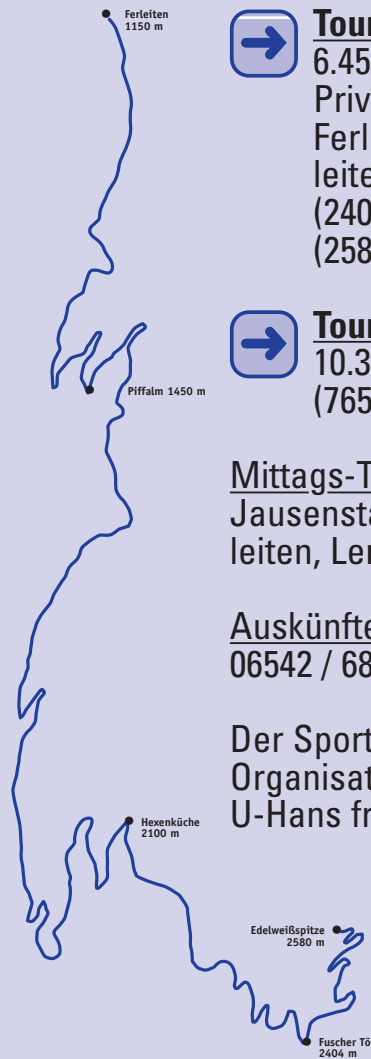 Ferleiten
1150 m
Piffalm 1450 m
Hexenküche
2100 m
Edelweißspitze
2580 m
Fuscher Tö
2404 m
Tour
6.45
Priv
Ferl
leite
(240
(258
Tour
10.3
(765
Mittags-T
Jausensta
leiten, Ler
Auskünfte
06542 / 68
Der Sport
Organisat
U-Hans fr